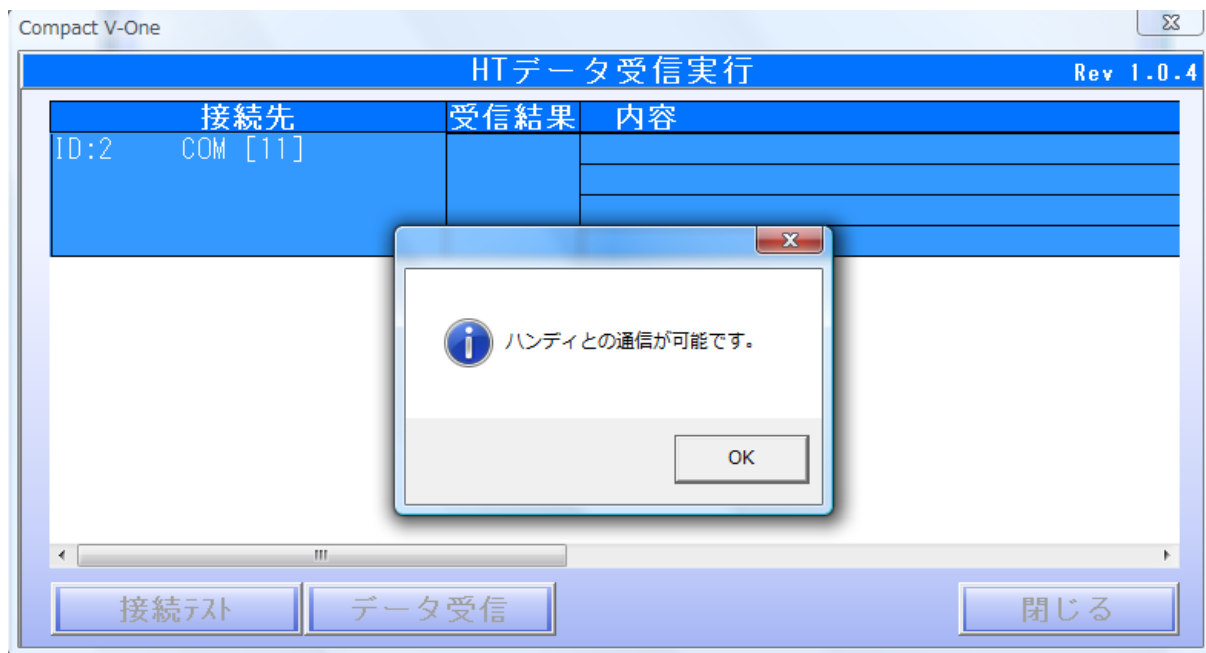 Compact V-One
HTデータ受信実行 Rev 1.0.4
接続先 受信結果 内容
ID:2 COM [11]
ハンディとの通信が可能です。
OK
接続ﾃｽﾄ データ受信 閉じる